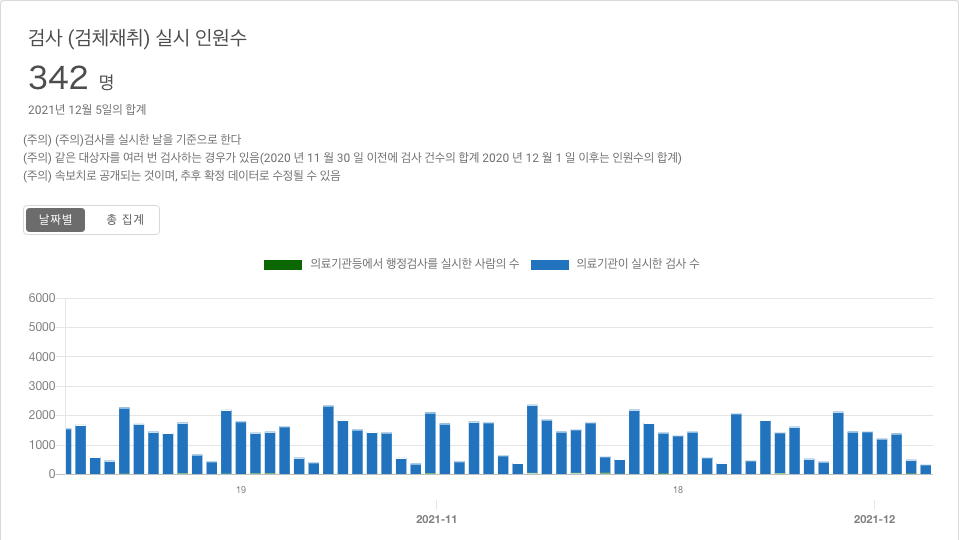 검사 (검체채취) 실시 인원수
342 명
2021년 12월 5일의 합계
(주의) (주의)검사를 실시한 날을 기준으로 한다
(주의) 같은 대상자를 여러 번 검사하는 경우가 있음(2020 년 11 월 30 일 이전에 검사 건수의 합계 2020 년 12 월 1 일 이후는 인원수의 합계)
(주의) 속보치로 공개되는 것이며, 추후 확정 데이터로 수정될 수 있음
날짜별 총 집계
의료기관등에서 행정검사를 실시한 사람의 수 의료기관이 실시한 검사 수
6000
5000
4000
3000
2000
1000
0
19 18
2021-11 2021-12